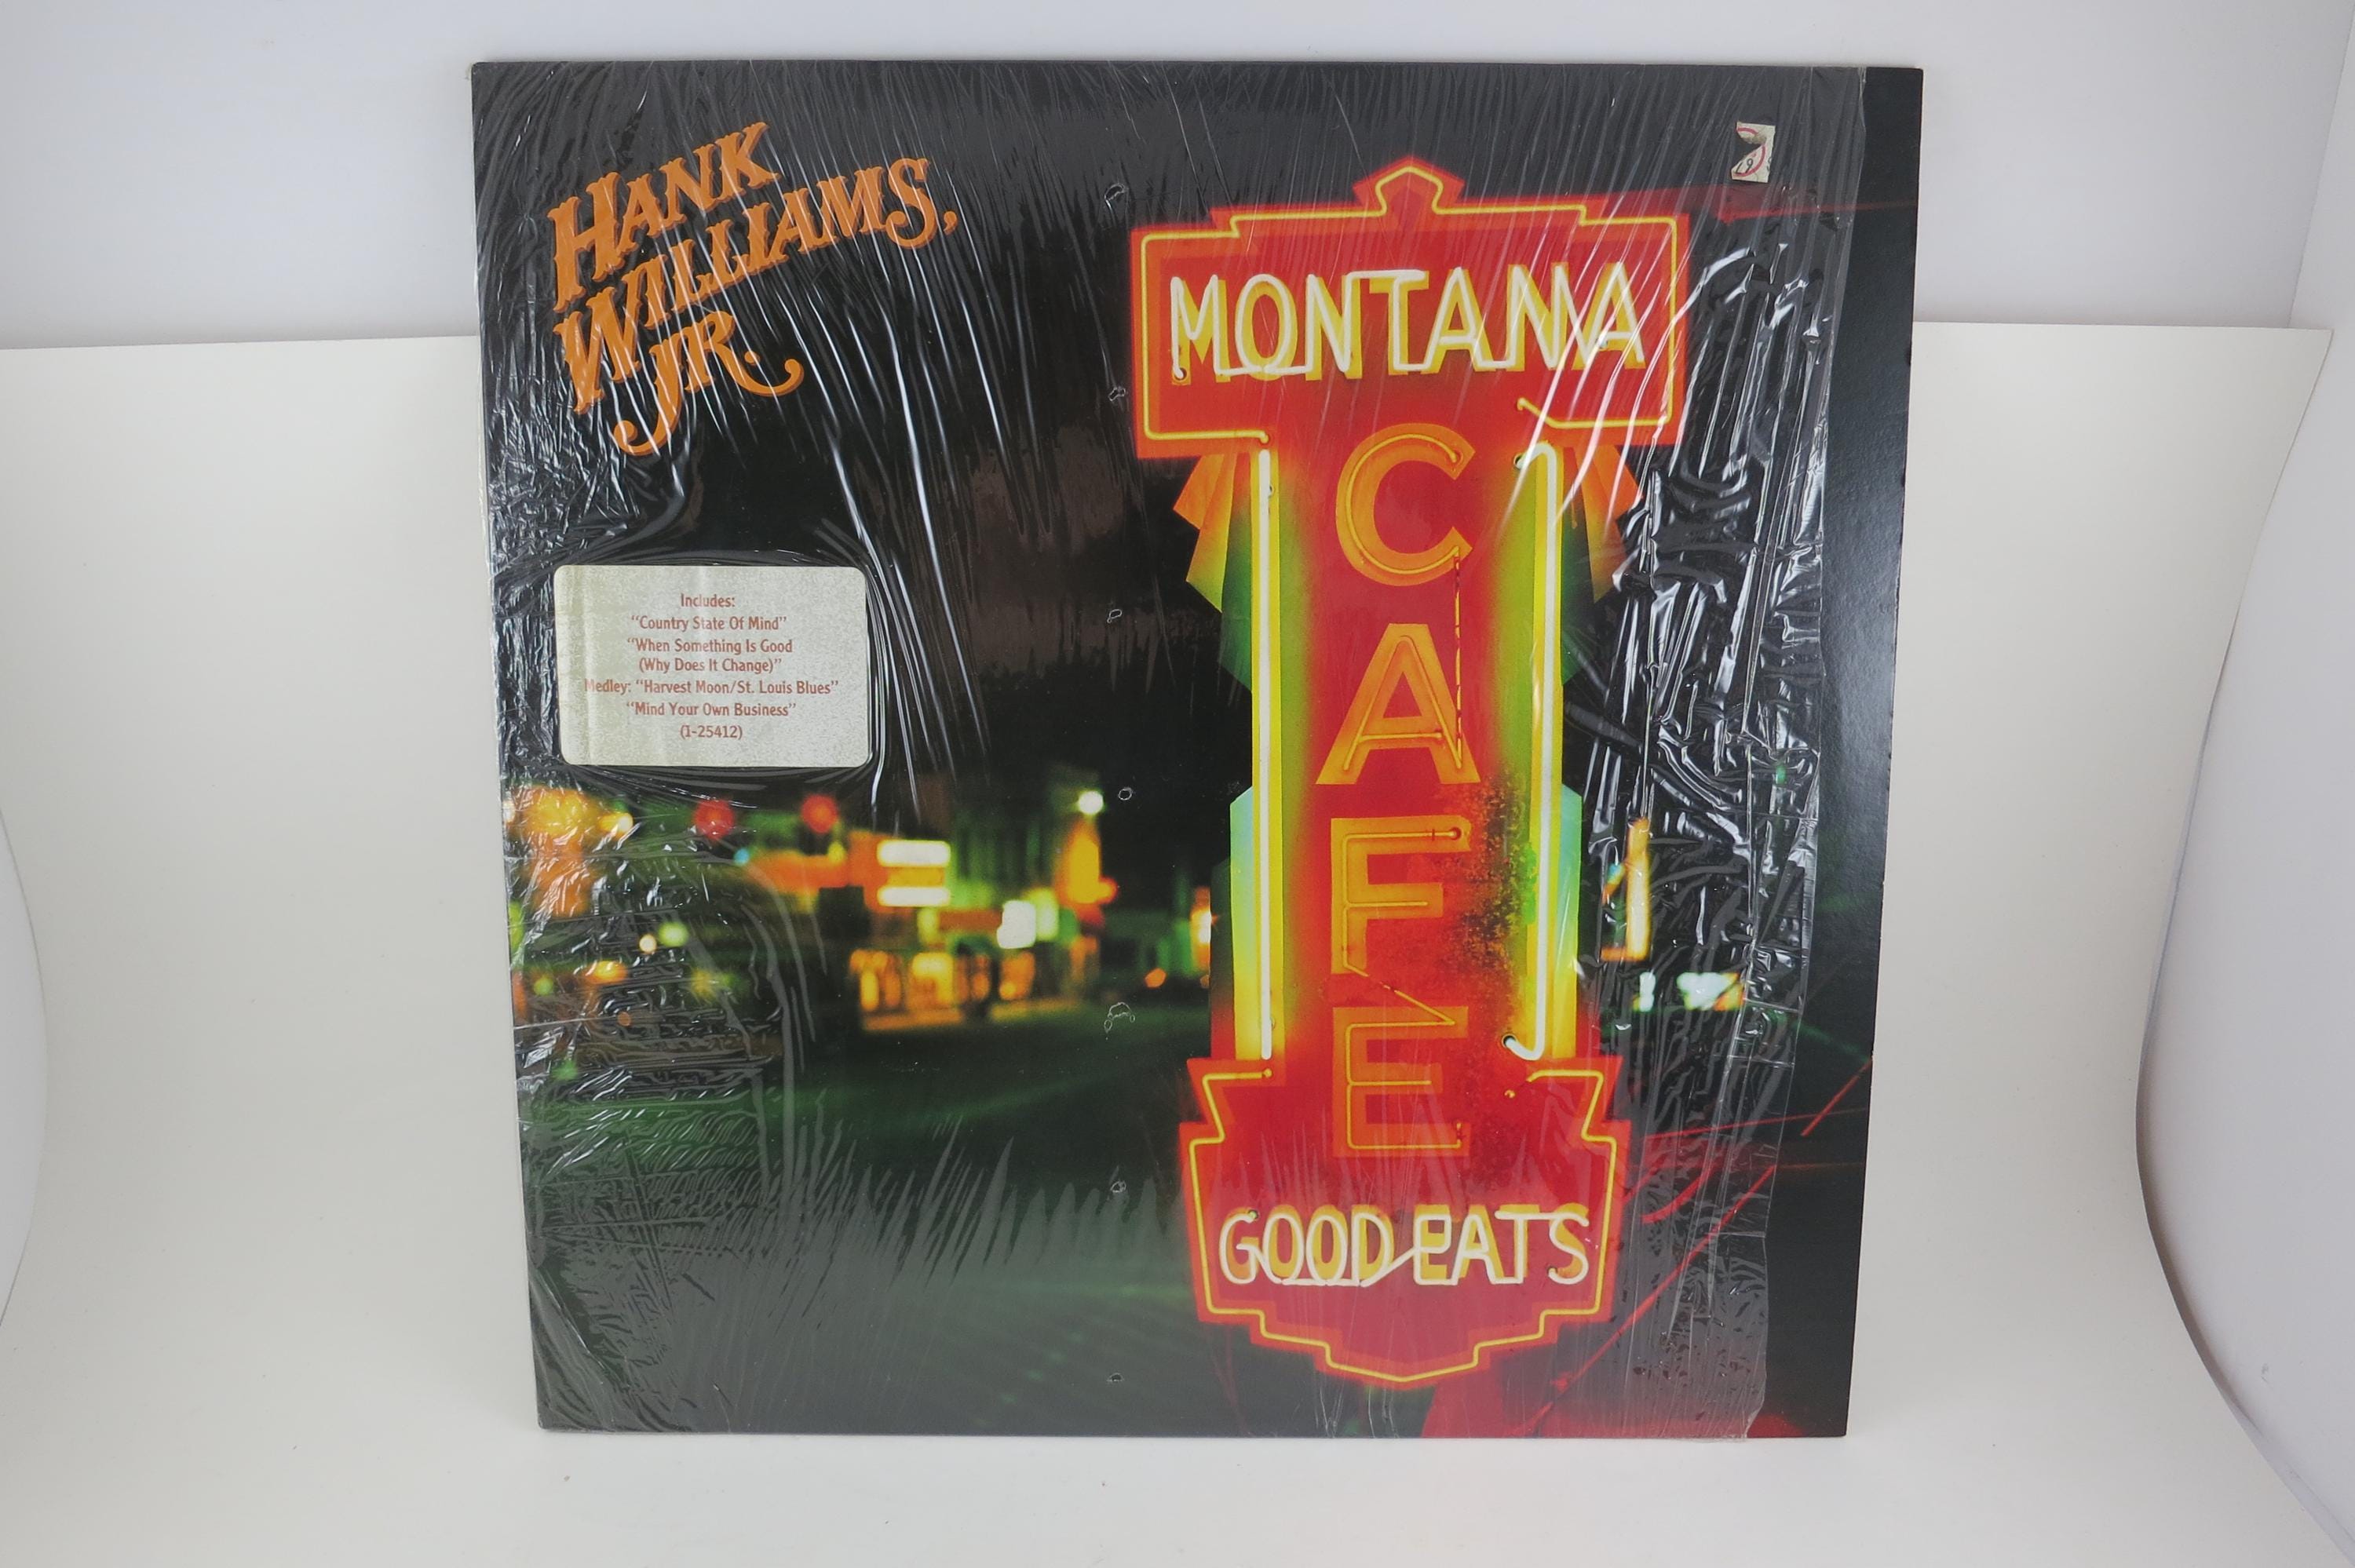 HANK
WILLIAMS,
JR.
MONTANA
CAFE
GOOD EATS
Includes:
"Country State Of Mind"
"When Something Is Good
(Why Does It Change)"
Medley: "Harvest Moon/St. Louis Blues"
"Mind Your Own Business"
(1-25412)